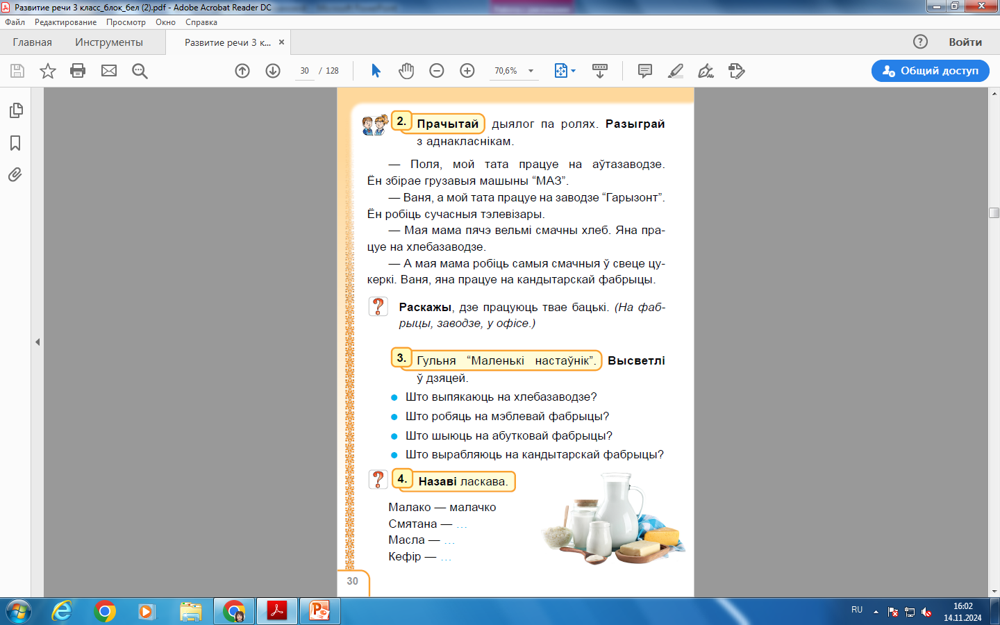 Развитие речи 3 класс_блок_бел (2).pdf - Adobe Acrobat Reader DC
Файл Редактирование Просмотр Окно Справка
Главная Инструменты Развитие речи 3 к... Войти
30 / 128 70,6% Общий доступ
2. Прачытай дыялог па ролях. Разыграй
з аднакласнікам.
— Поля, мой тата працуе на аўтазаводзе.
Ён збірае грузавыя машыны “МАЗ”.
— Ваня, а мой тата працуе на заводзе “Гарызонт”.
Ён робіць сучасныя тэлевізары.
— Мая мама пячэ вельмі смачны хлеб. Яна пра-
цуе на хлебазаводзе.
— А мая мама робіць самыя смачныя ў свеце цу-
керкі. Ваня, яна працуе на кандытарскай фабрыцы.
Раскажы, дзе працуюць твае бацькі. (На фаб-
рыцы, заводзе, у офісе.)
3. Гульня “Маленькі настаўнік”. Высветлі
ў дзяцей.
Што выпякаюць на хлебазаводзе?
Што робяць на мэблевай фабрыцы?
Што шыюць на абутковай фабрыцы?
Што вырабляюць на кандытарскай фабрыцы?
4. Назаві ласкава.
Малако — малачко
Смятана — ...
Масла — ...
Кефір — ...
30
RU 16:02
14.11.2024